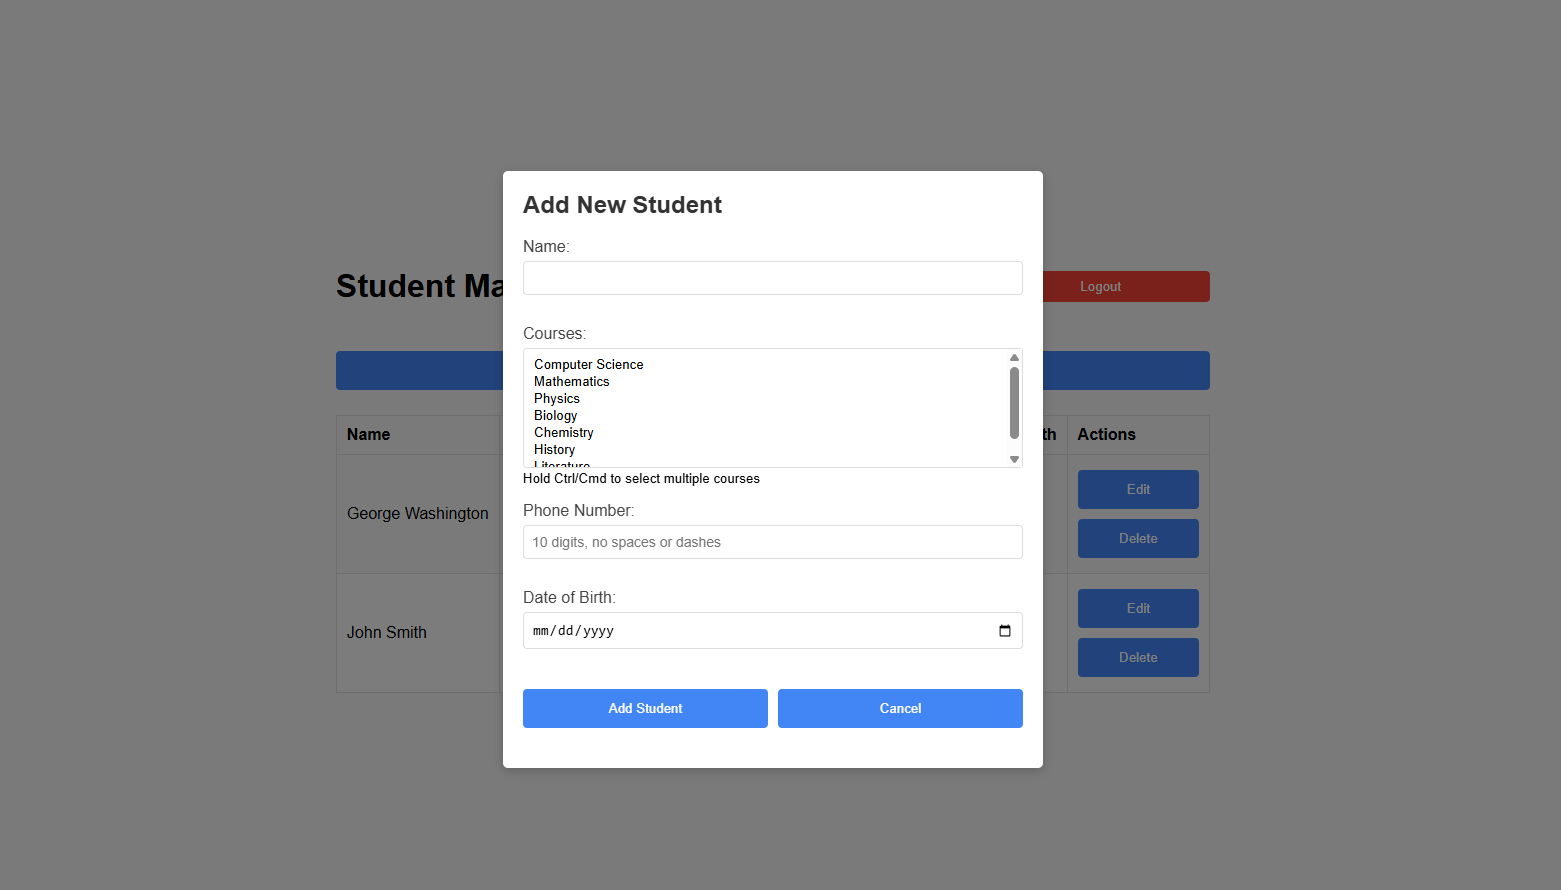 Add New Student
Name:
Student Ma
Logout
Courses:
Computer Science
Mathematics
Physics
Biology
Chemistry
History
Literature
Hold Ctrl/Cmd to select multiple courses
Phone Number:
10 digits, no spaces or dashes
Date of Birth:
mm/dd/yyyy
Add Student
Cancel
Name
th
Actions
George Washington
Edit
Delete
John Smith
Edit
Delete